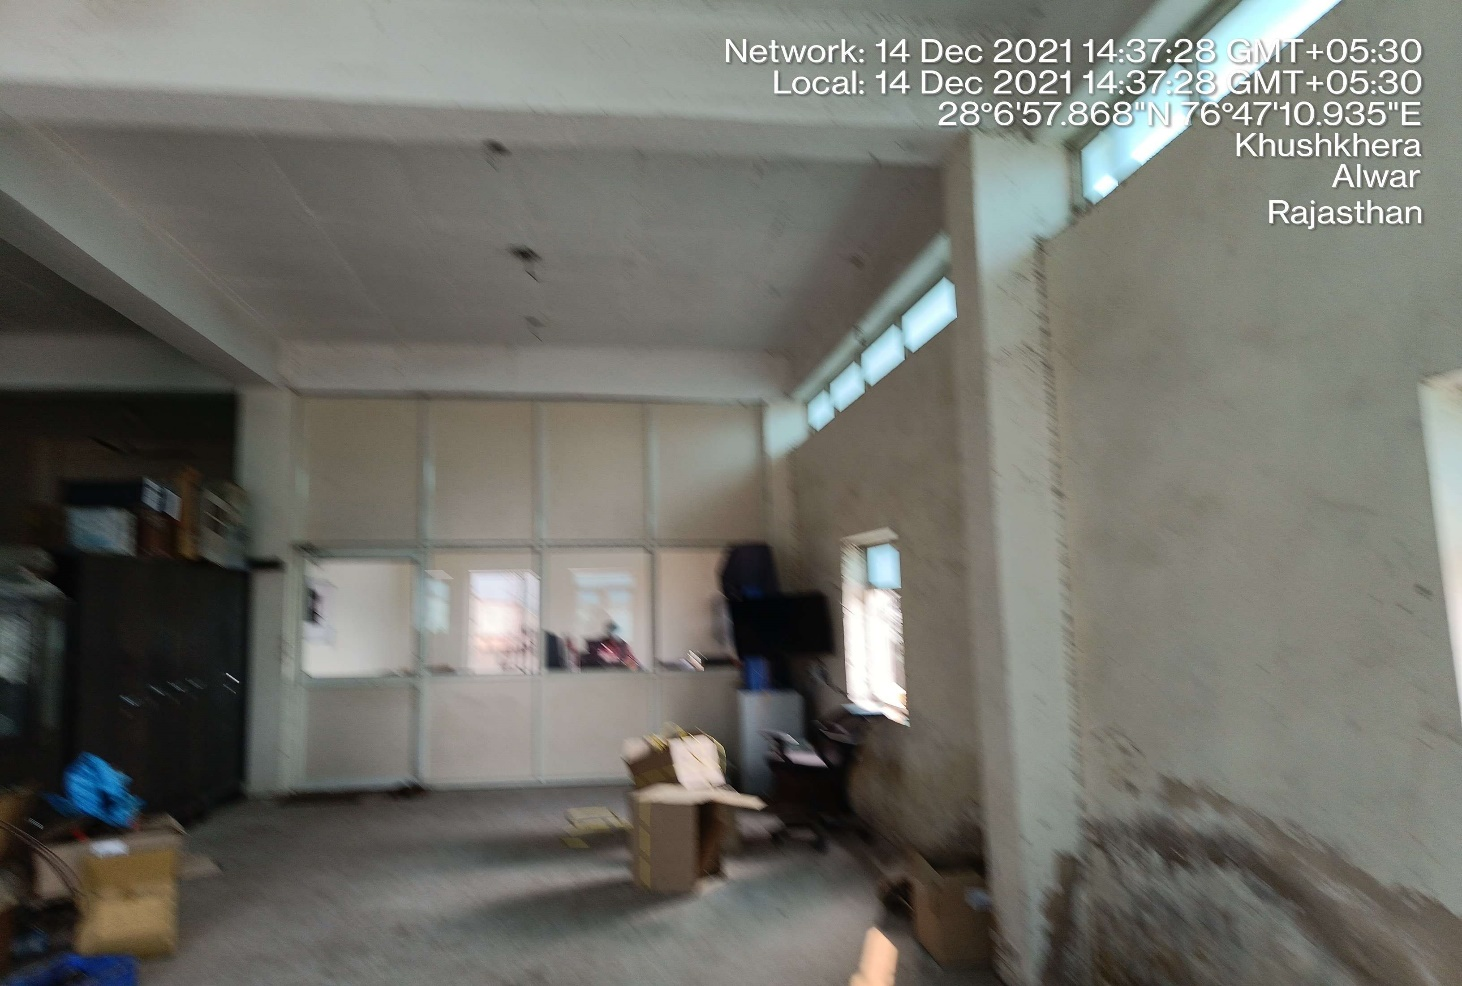 Network: 14 Dec 2021 14:37:28 GMT+05:30
Local: 14 Dec 2021 14:37:28 GMT+05:30
28°6'57.868"N 76°47'10.935"E
Khushkhera
Alwar
Rajasthan